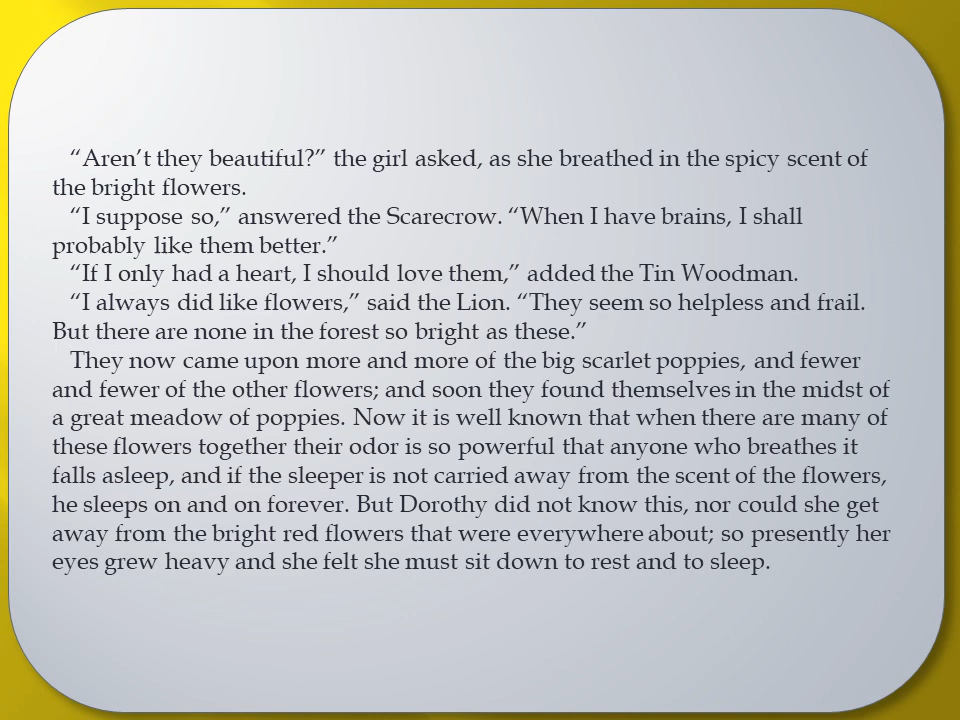 “Aren’t they beautiful?” the girl asked, as she breathed in the spicy scent of
the bright flowers.
“I suppose so,” answered the Scarecrow. “When I have brains, I shall
probably like them better.”
“If I only had a heart, I should love them,” added the Tin Woodman.
“I always did like flowers,” said the Lion. “They seem so helpless and frail.
But there are none in the forest so bright as these.”
They now came upon more and more of the big scarlet poppies, and fewer
and fewer of the other flowers; and soon they found themselves in the midst of
a great meadow of poppies. Now it is well known that when there are many of
these flowers together their odor is so powerful that anyone who breathes it
falls asleep, and if the sleeper is not carried away from the scent of the flowers,
he sleeps on and on forever. But Dorothy did not know this, nor could she get
away from the bright red flowers that were everywhere about; so presently her
eyes grew heavy and she felt she must sit down to rest and to sleep.